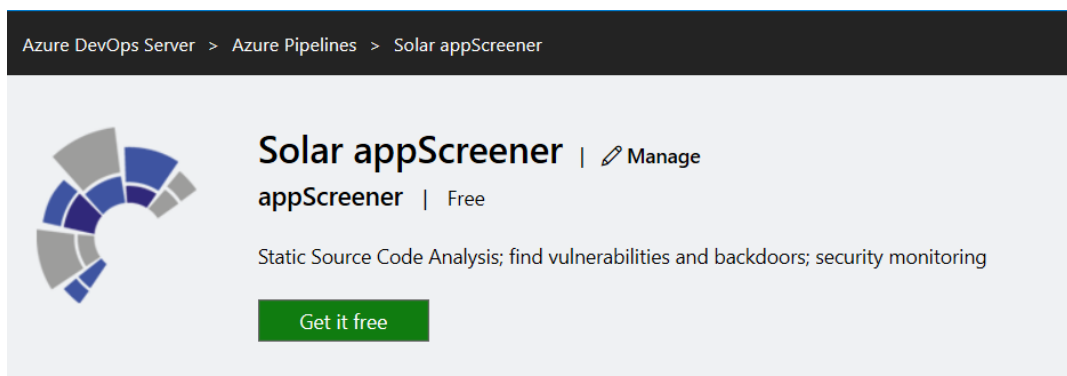 Azure DevOps Server > Azure Pipelines > Solar appScreener
Solar appScreener | Manage
appScreener | Free
Static Source Code Analysis; find vulnerabilities and backdoors; security monitoring
Get it free